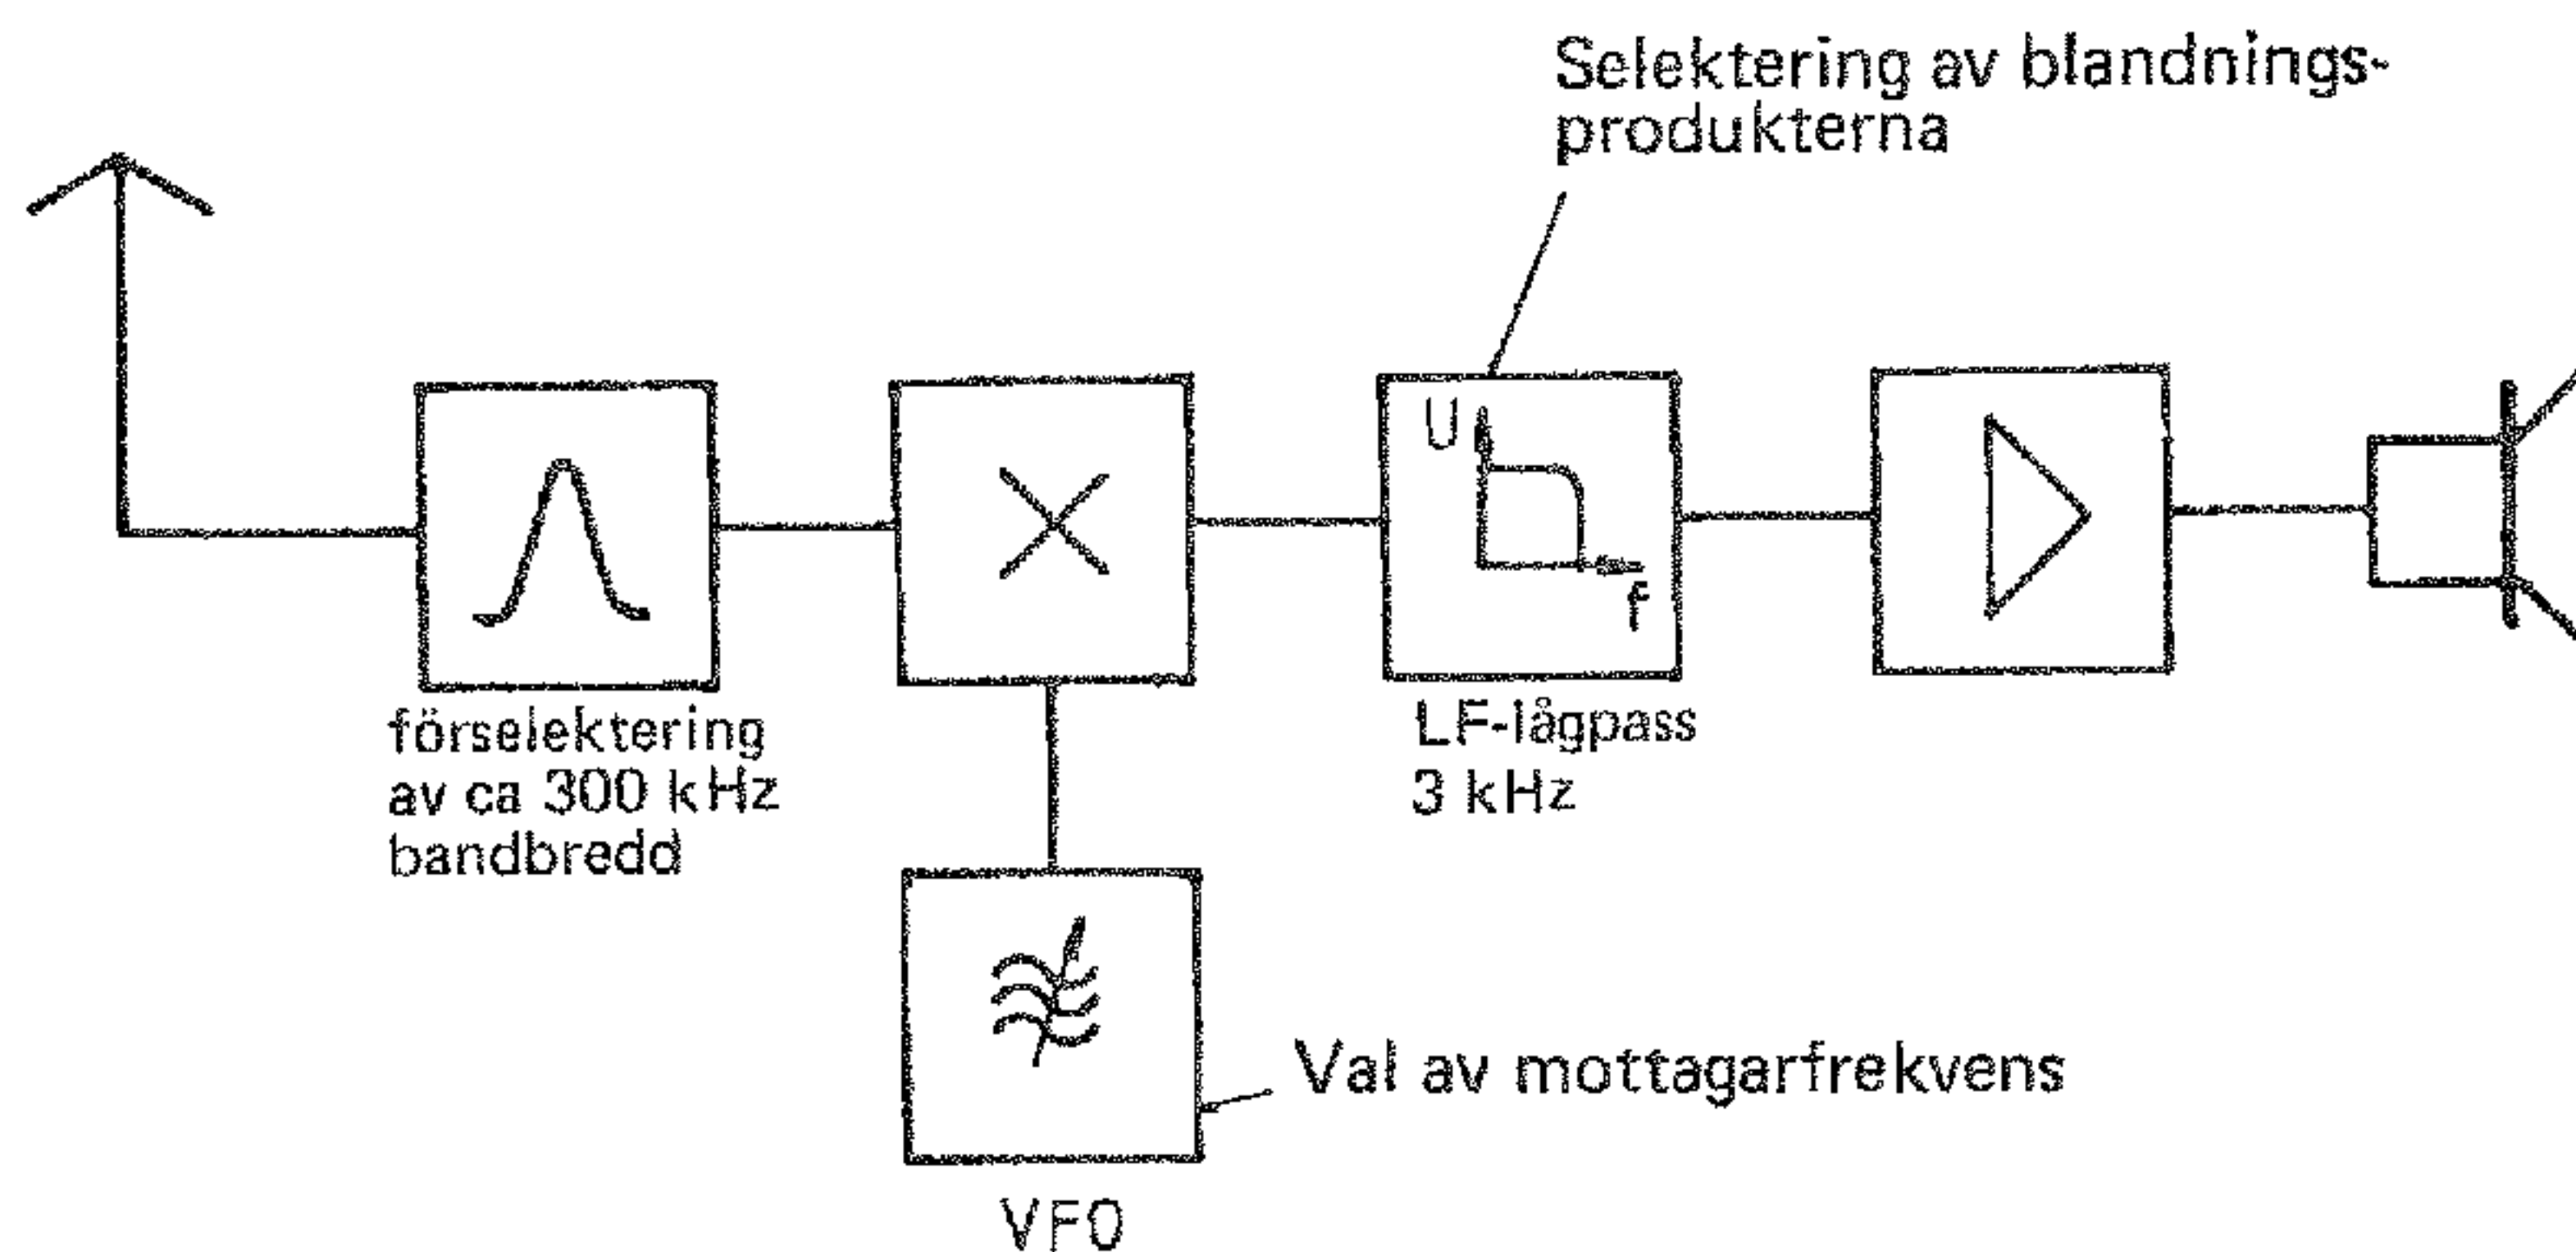 Selektering av blandnings-
produkterna
U
f
förselektering
av ca 300 kHz
bandbredd
LF-lågpass
3 kHz
Val av mottagarfrekvens
VFO